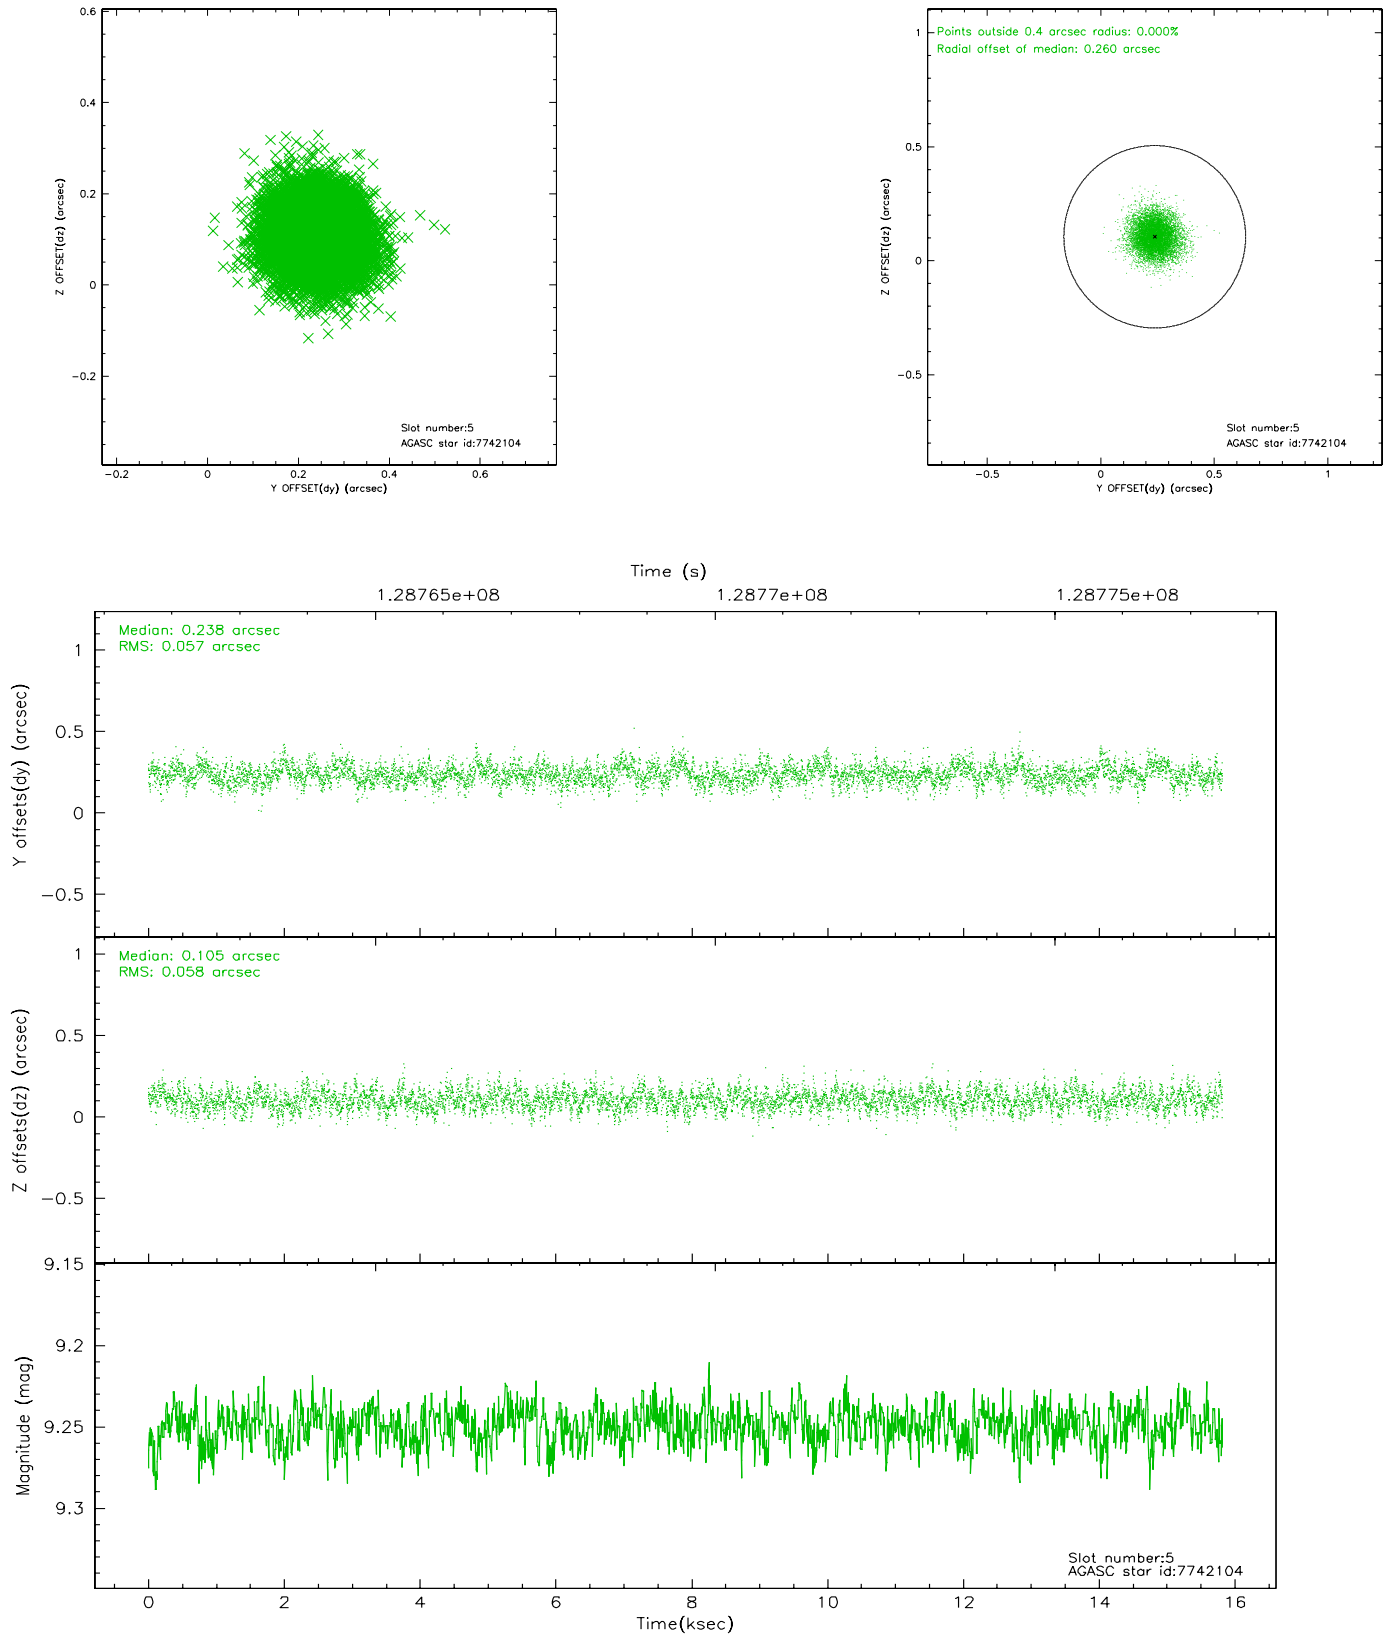 0.6
0.4
0.2
0
−0.2
Z OFFSET(dz) (arcsec)
Slot number:5
AGASC star id:7742104
−0.2 0 0.2 0.4 0.6
Y OFFSET(dy) (arcsec)
Points outside 0.4 arcsec radius: 0.000%
Radial offset of median: 0.260 arcsec
1
0.5
0
−0.5
Z OFFSET(dz) (arcsec)
Slot number:5
AGASC star id:7742104
−0.5 0 0.5 1
Y OFFSET(dy) (arcsec)
Time (s)
1.28765e+08 1.2877e+08 1.28775e+08
Median: 0.238 arcsec
RMS: 0.057 arcsec
1
0.5
0
−0.5
Y offsets(dy) (arcsec)
Median: 0.105 arcsec
RMS: 0.058 arcsec
1
0.5
0
−0.5
Z offsets(dz) (arcsec)
9.15
9.2
9.25
9.3
Magnitude (mag)
Slot number:5
AGASC star id:7742104
0 2 4 6 8 10 12 14 16
Time(ksec)